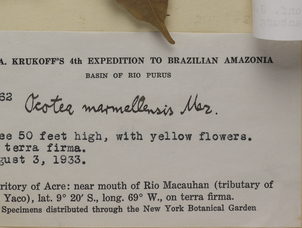 A. KRUKOFF'S 4th EXPEDITION TO BRAZILIAN AMAZONIA
BASIN OF RIO PURUS
62 Ocotea marmellensis Mez.
ee 50 feet high, with yellow flowers.
terra firma.
gust 3, 1933.
ritory of Acre: near mouth of Rio Macauhan (tributary of
Yaco), lat. 9° 20′ S., long. 69° W., on terra firma.
Specimens distributed through the New York Botanical Garden